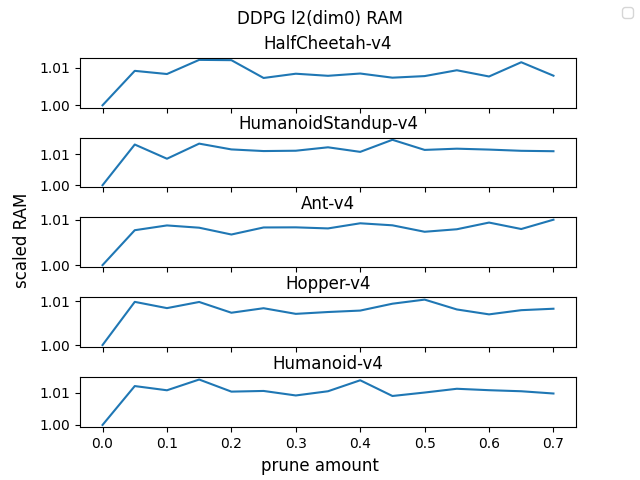 DDPG l2(dim0) RAM
HalfCheetah-v4
1.01
1.00
HumanoidStandup-v4
1.01
1.00
Ant-v4
1.01
1.00
scaled RAM
Hopper-v4
1.01
1.00
Humanoid-v4
1.01
1.00
0.0 0.1 0.2 0.3 0.4 0.5 0.6 0.7
prune amount